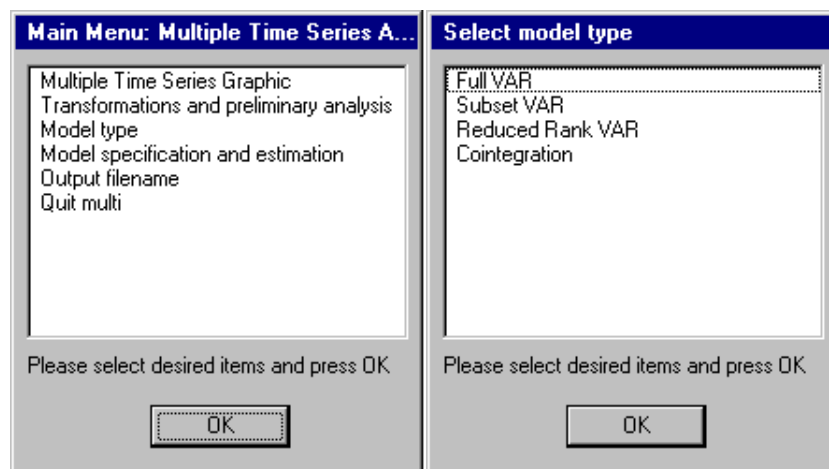 Main Menu: Multiple Time Series A...
Multiple Time Series Graphic
Transformations and preliminary analysis
Model type
Model specification and estimation
Output filename
Quit multi
Please select desired items and press OK
OK
Select model type
Full VAR
Subset VAR
Reduced Rank VAR
Cointegration
Please select desired items and press OK
OK